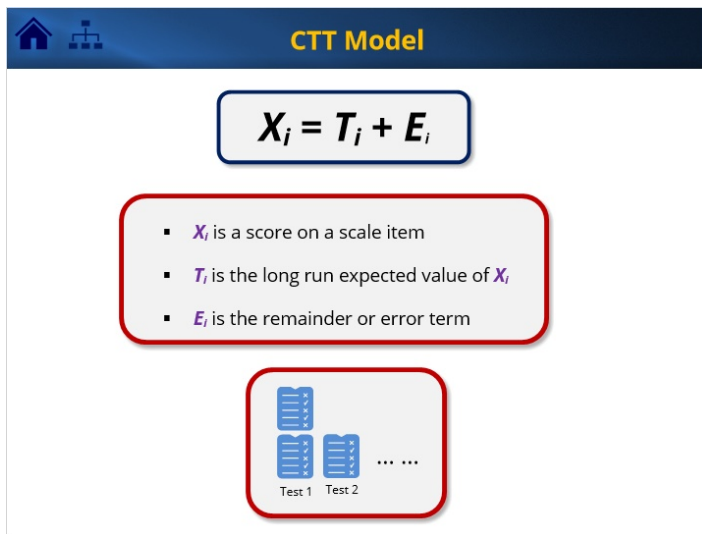 CTT Model
Xᵢ = Tᵢ + Eᵢ
▪ Xᵢ is a score on a scale item
▪ Tᵢ is the long run expected value of Xᵢ
▪ Eᵢ is the remainder or error term
... ...
Test 1 Test 2